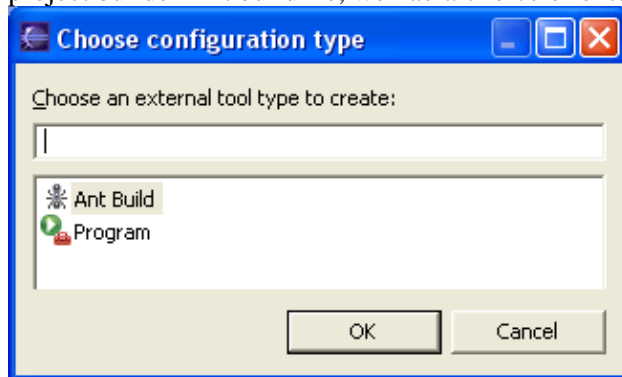 Choose configuration type
Choose an external tool type to create:
Ant Build
Program
OK Cancel